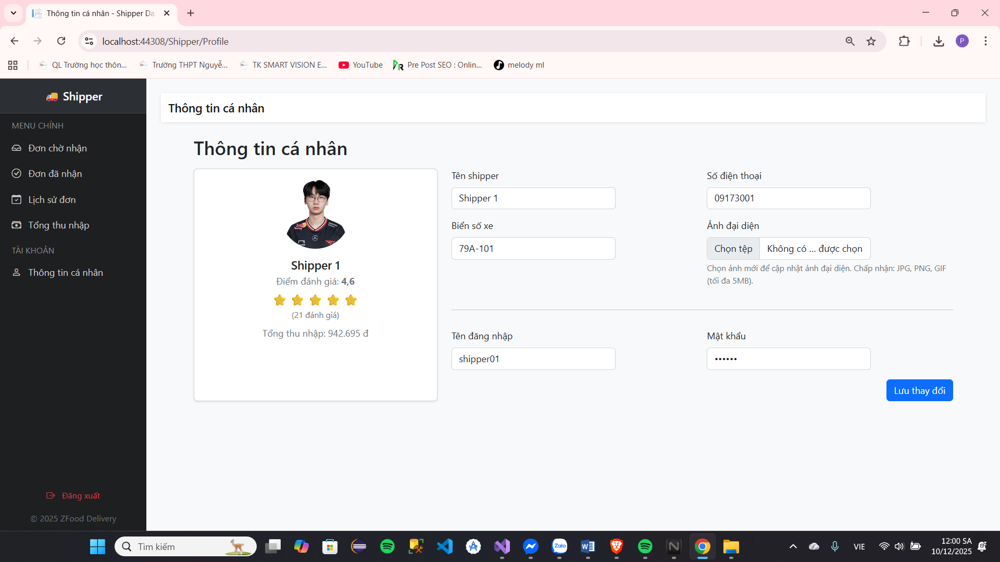 Thông tin cá nhân - Shipper Da
localhost:44308/Shipper/Profile
P
QL Trường học thôn...
Trường THPT Nguyễ...
TK SMART VISION E...
YouTube
Pre Post SEO : Onlin...
melody ml
Shipper
MENU CHÍNH
Đơn chờ nhận
Đơn đã nhận
Lịch sử đơn
Tổng thu nhập
TÀI KHOẢN
Thông tin cá nhân
Đăng xuất
© 2025 ZFood Delivery
Thông tin cá nhân
Thông tin cá nhân
Shipper 1
Điểm đánh giá: 4,6
(21 đánh giá)
Tổng thu nhập: 942.695 đ
Tên shipper
Shipper 1
Số điện thoại
09173001
Biển số xe
79A-101
Ảnh đại diện
Chọn tệp Không có ... được chọn
Chọn ảnh mới để cập nhật ảnh đại diện. Chấp nhận: JPG, PNG, GIF
(tối đa 5MB).
Tên đăng nhập
shipper01
Mật khẩu
••••••
Lưu thay đổi
Tìm kiếm
Zalo
VIE
12:00 SA
10/12/2025